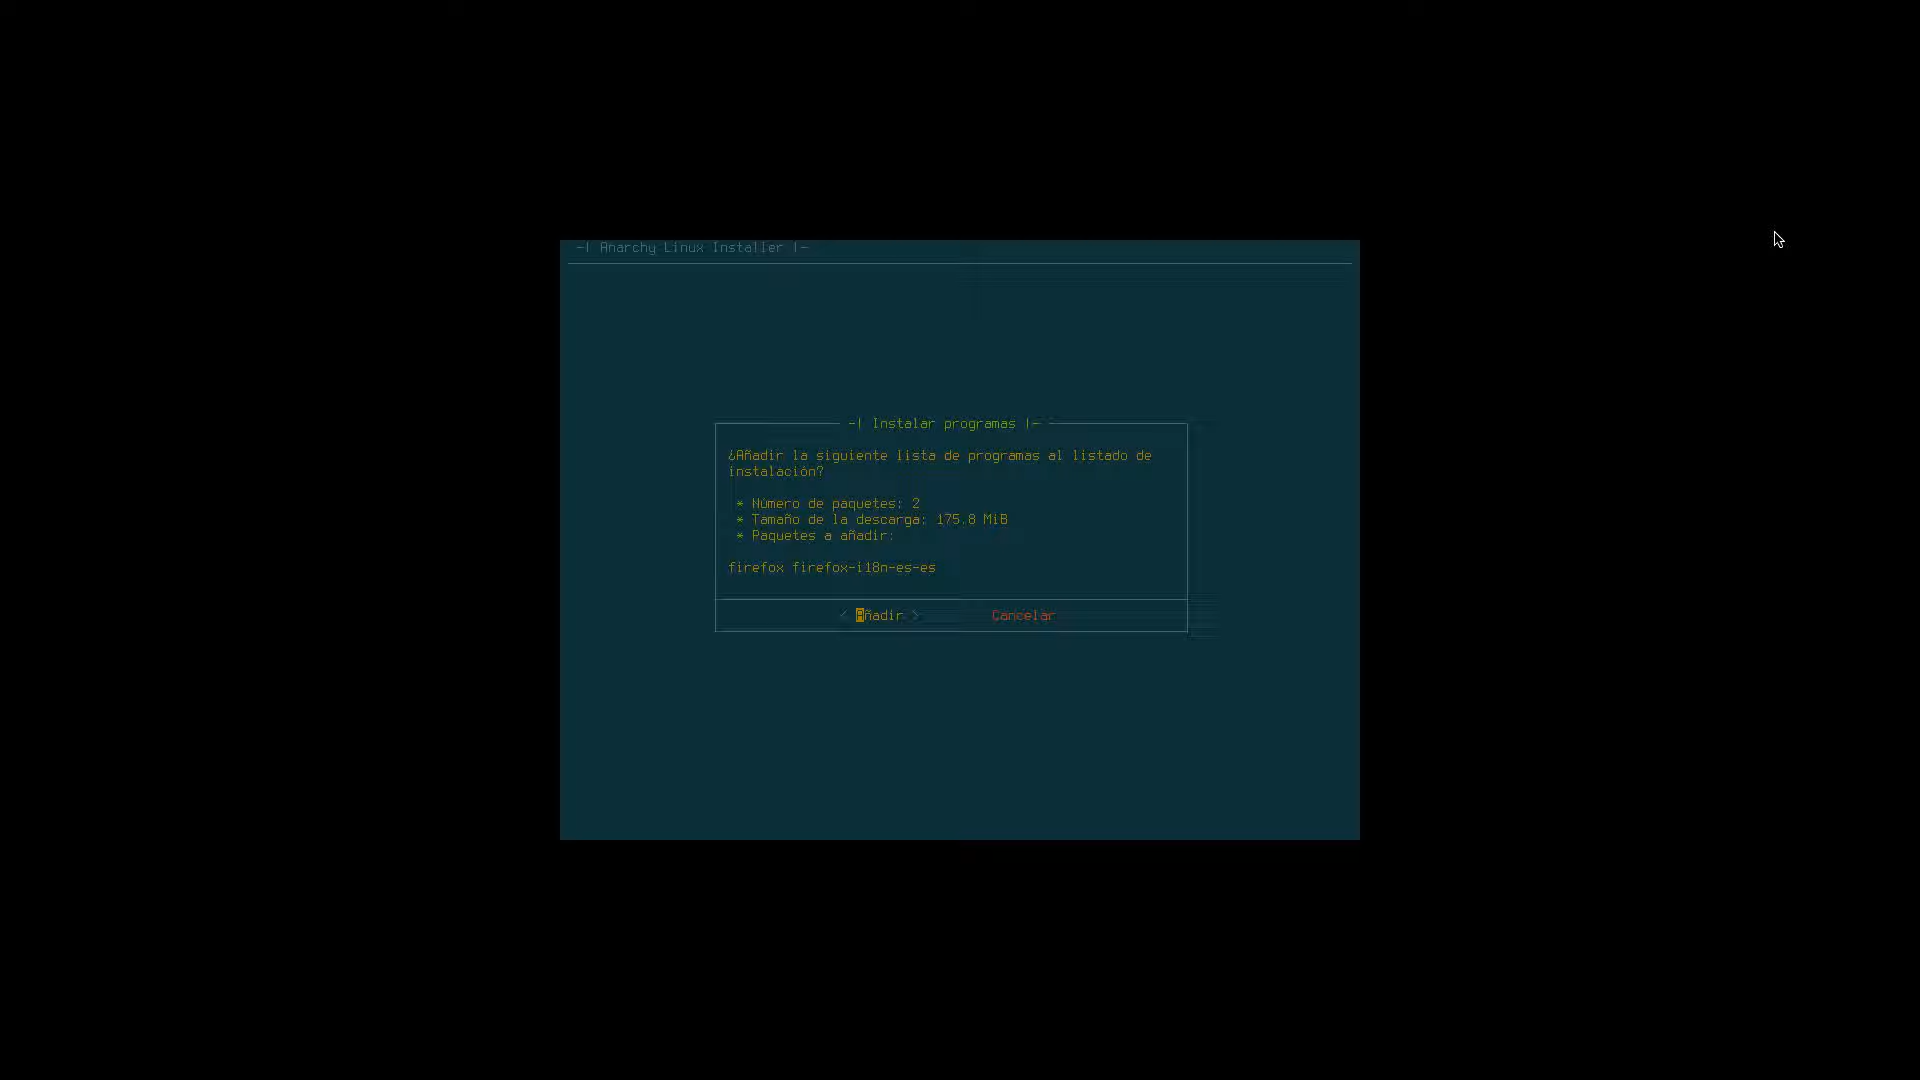 -| Anarchy Linux Installer |-
-| Instalar programas |-
¿Añadir la siguiente lista de programas al listado de
instalación?
* Número de paquetes: 2
* Tamaño de la descarga: 175.8 MiB
* Paquetes a añadir:
firefox firefox-i18n-es-es
< Añadir > Cancelar